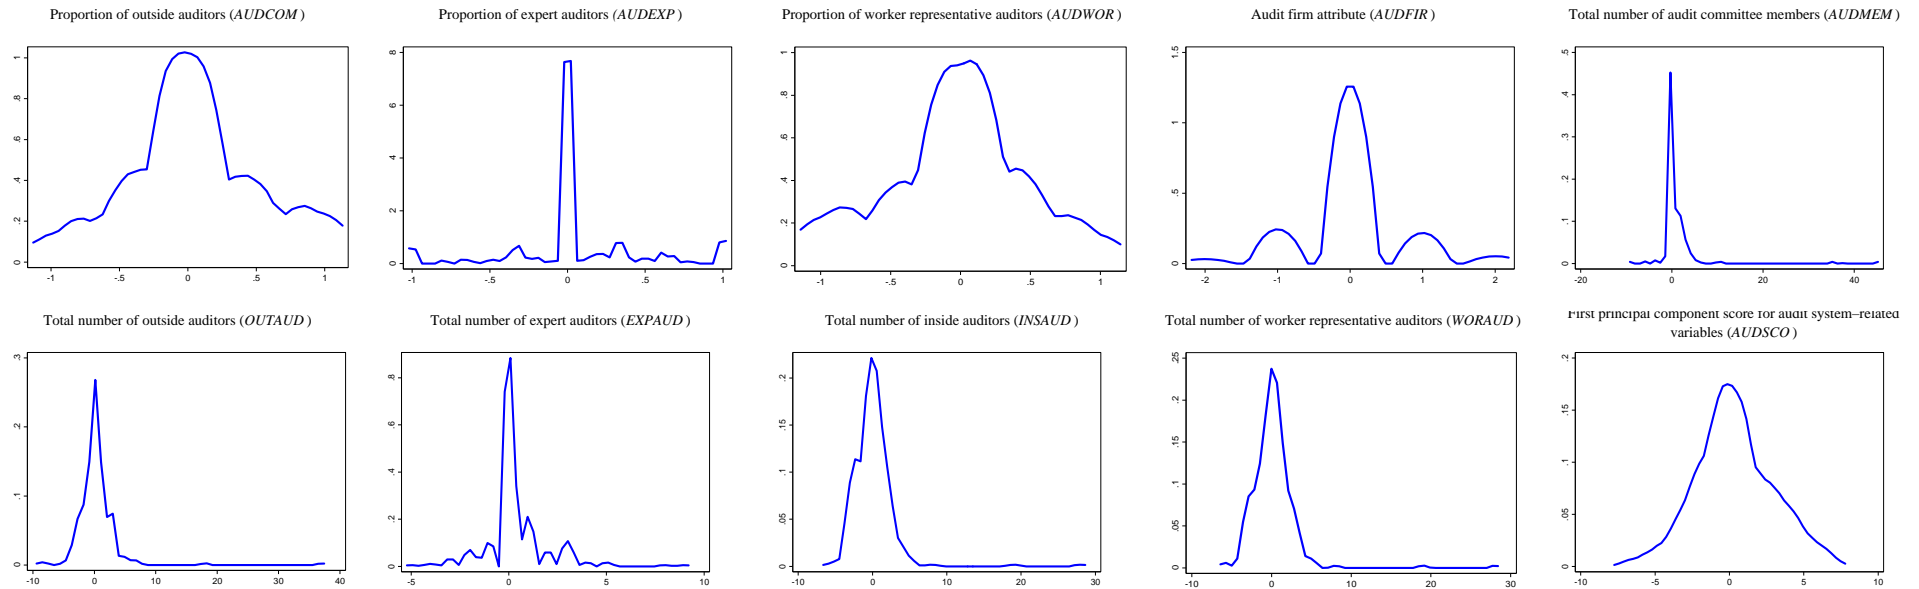 Proportion of outside auditors (AUDCOM )
1
.8
.6
.4
.2
0
-1 -.5 0 .5 1
Proportion of expert auditors (AUDEXP )
8
6
4
2
0
-1 -.5 0 .5 1
Proportion of worker representative auditors (AUDWOR )
1
.8
.6
.4
.2
0
-1 -.5 0 .5 1
Audit firm attribute (AUDFIR )
1.5
1
.5
0
-2 -1 0 1 2
Total number of audit committee members (AUDMEM )
.5
.4
.3
.2
.1
0
-20 0 20 40
Total number of outside auditors (OUTAUD )
.3
.2
.1
0
-10 0 10 20 30 40
Total number of expert auditors (EXPAUD )
.8
.6
.4
.2
0
-5 0 5 10
Total number of inside auditors (INSAUD )
.2
.15
.1
.05
0
-10 0 10 20 30
Total number of worker representative auditors (WORAUD )
.25
.2
.15
.1
.05
0
-10 0 10 20 30
First principal component score for audit system–related
variables (AUDSCO )
.2
.15
.1
.05
0
-10 -5 0 5 10